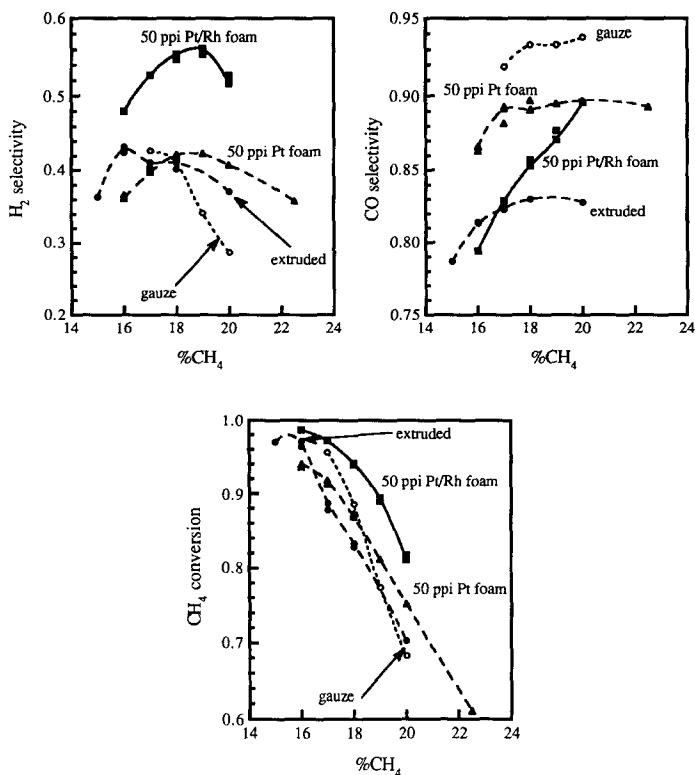 50 ppi Pt/Rh foam
50 ppi Pt foam
extruded
gauze
H₂ selectivity
0.6
0.5
0.4
0.3
0.2
14 16 18 20 22 24
%CH₄
gauze
50 ppi Pt foam
50 ppi Pt/Rh foam
extruded
CO selectivity
0.95
0.90
0.85
0.80
0.75
14 16 18 20 22 24
%CH₄
extruded
50 ppi Pt/Rh foam
50 ppi Pt foam
gauze
CH₄ conversion
1.0
0.9
0.8
0.7
0.6
14 16 18 20 22 24
%CH₄